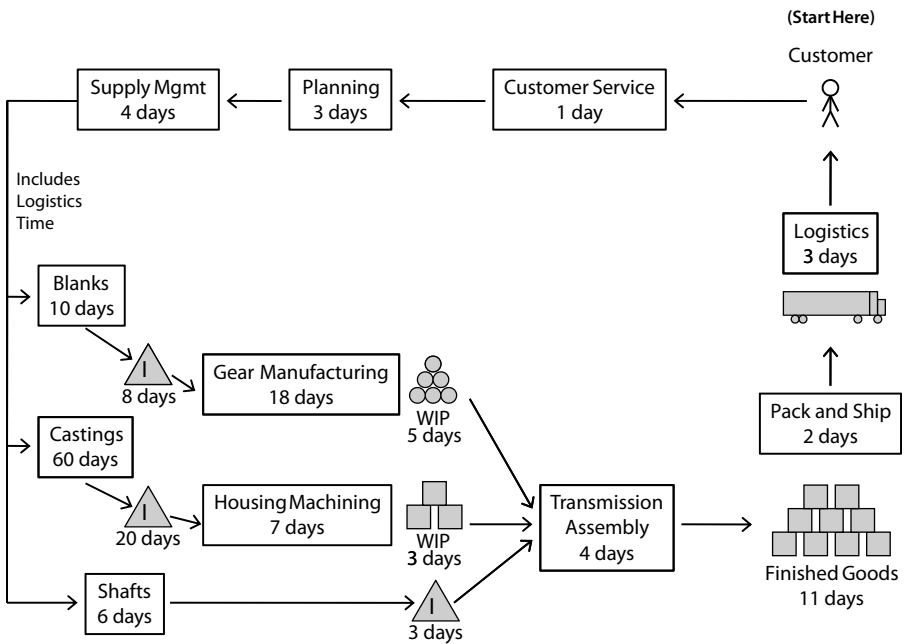 (Start Here)
Customer
Supply Mgmt
4 days
Planning
3 days
Customer Service
1 day
Includes
Logistics
Time
Logistics
3 days
Blanks
10 days
I
8 days
Gear Manufacturing
18 days
WIP
5 days
Pack and Ship
2 days
Castings
60 days
I
20 days
Housing Machining
7 days
WIP
3 days
Transmission
Assembly
4 days
Finished Goods
11 days
Shafts
6 days
I
3 days